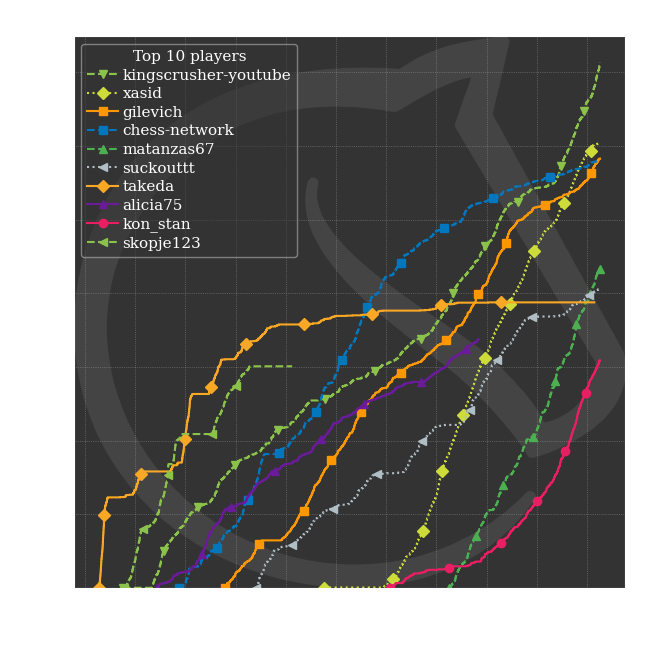 Top 10 players
kingscrusher-youtube
xasid
gilevich
chess-network
matanzas67
suckouttt
takeda
alicia75
kon_stan
skopje123